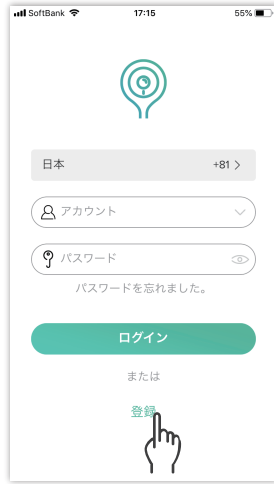 SoftBank 17:15 55%
日本 +81
アカウント
パスワード
パスワードを忘れました。
ログイン
または
登録